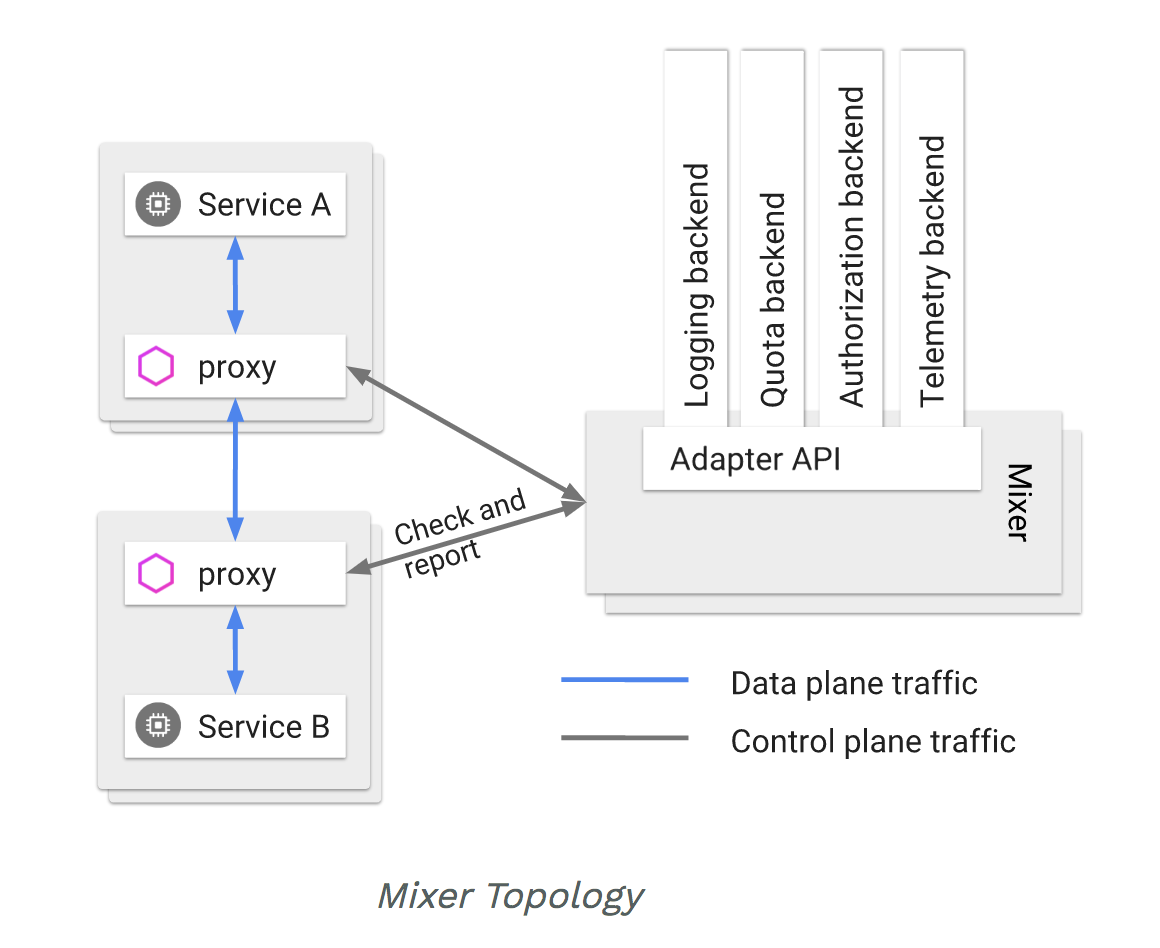 Service A
proxy
proxy
Service B
Check and
report
Logging backend
Quota backend
Authorization backend
Telemetry backend
Adapter API
Mixer
Data plane traffic
Control plane traffic
Mixer Topology